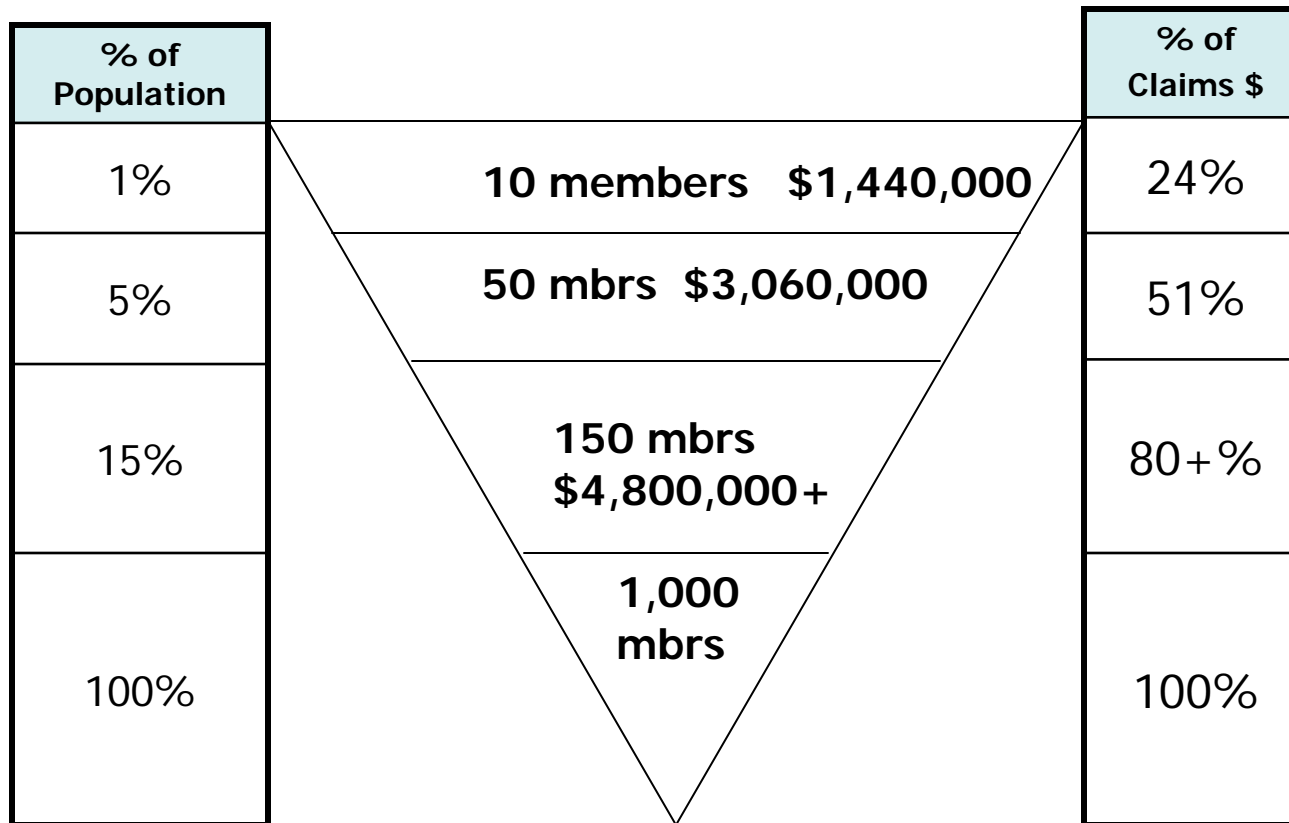 % of
Population
% of
Claims $
1%
10 members $1,440,000
24%
5%
50 mbrs $3,060,000
51%
15%
150 mbrs
$4,800,000+
80+%
1,000
mbrs
100%
100%